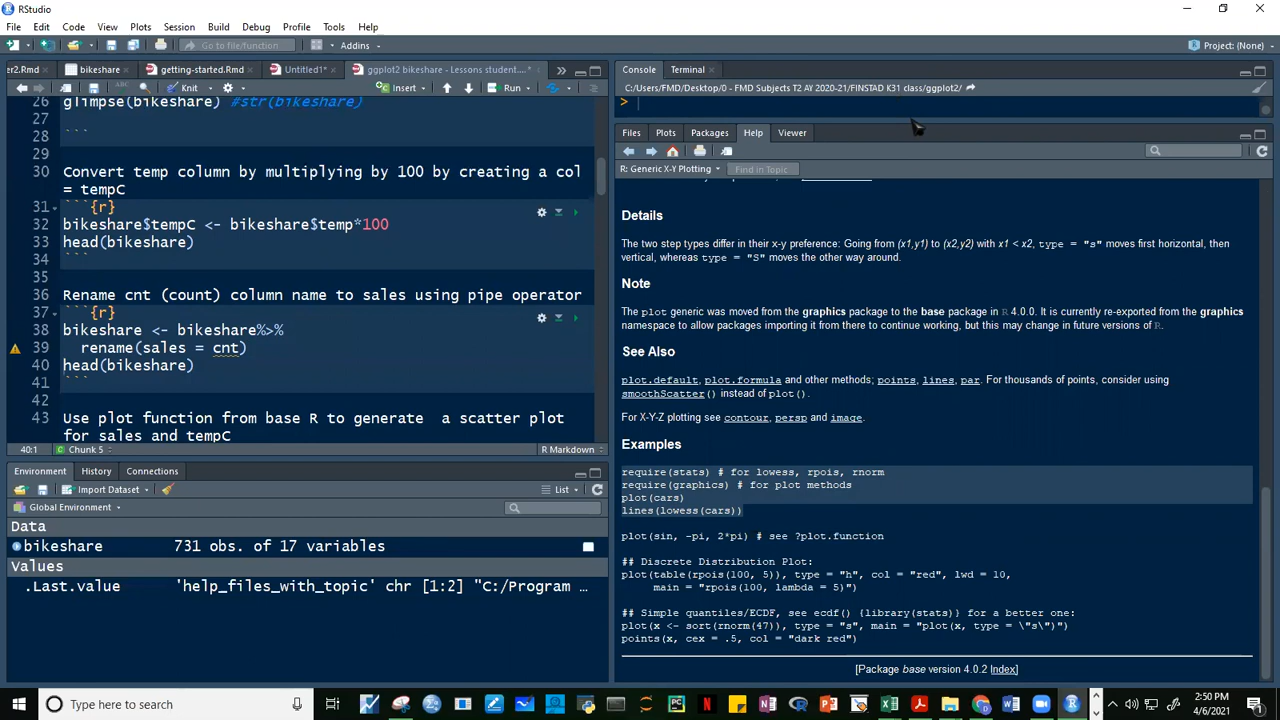 RStudio
File Edit Code View Plots Session Build Debug Profile Tools Help
Go to file/function Addins Project: (None)
er2.Rmd bikeshare getting-started.Rmd Untitled1* ggplot2 bikeshare - Lessons student....*
Knit Insert Run
26 glimpse(bikeshare) #str(bikeshare)
27
28 ```
29
30 Convert temp column by multiplying by 100 by creating a col
= tempC
31 ```{r}
32 bikeshare$tempC <- bikeshare$temp*100
33 head(bikeshare)
34 ```
35
36 Rename cnt (count) column name to sales using pipe operator
37 ```{r}
38 bikeshare <- bikeshare%>%
39 rename(sales = cnt)
40 head(bikeshare)
41 ```
42
43 Use plot function from base R to generate a scatter plot
for sales and tempC
40:1 Chunk 5 R Markdown
Environment History Connections
Import Dataset List
Global Environment
Data
bikeshare 731 obs. of 17 variables
Values
.Last.value 'help_files_with_topic' chr [1:2] "C:/Program …
Console Terminal
C:/Users/FMD/Desktop/0 - FMD Subjects T2 AY 2020-21/FINSTAD K31 class/ggplot2/
>
Files Plots Packages Help Viewer
R: Generic X-Y Plotting Find in Topic
Details
The two step types differ in their x-y preference: Going from (x1,y1) to (x2,y2) with x1 < x2, type = "s" moves first horizontal, then
vertical, whereas type = "S" moves the other way around.
Note
The plot generic was moved from the graphics package to the base package in R 4.0.0. It is currently re-exported from the graphics
namespace to allow packages importing it from there to continue working, but this may change in future versions of R.
See Also
plot.default, plot.formula and other methods; points, lines, par. For thousands of points, consider using
smoothScatter() instead of plot().
For X-Y-Z plotting see contour, persp and image.
Examples
require(stats) # for lowess, rpois, rnorm
require(graphics) # for plot methods
plot(cars)
lines(lowess(cars))
plot(sin, -pi, 2*pi) # see ?plot.function
## Discrete Distribution Plot:
plot(table(rpois(100, 5)), type = "h", col = "red", lwd = 10,
main = "rpois(100, lambda = 5)")
## Simple quantiles/ECDF, see ecdf() {library(stats)} for a better one:
plot(x <- sort(rnorm(47)), type = "s", main = "plot(x, type = \"s\")")
points(x, cex = .5, col = "dark red")
[Package base version 4.0.2 Index]
Type here to search
2:50 PM
4/6/2021